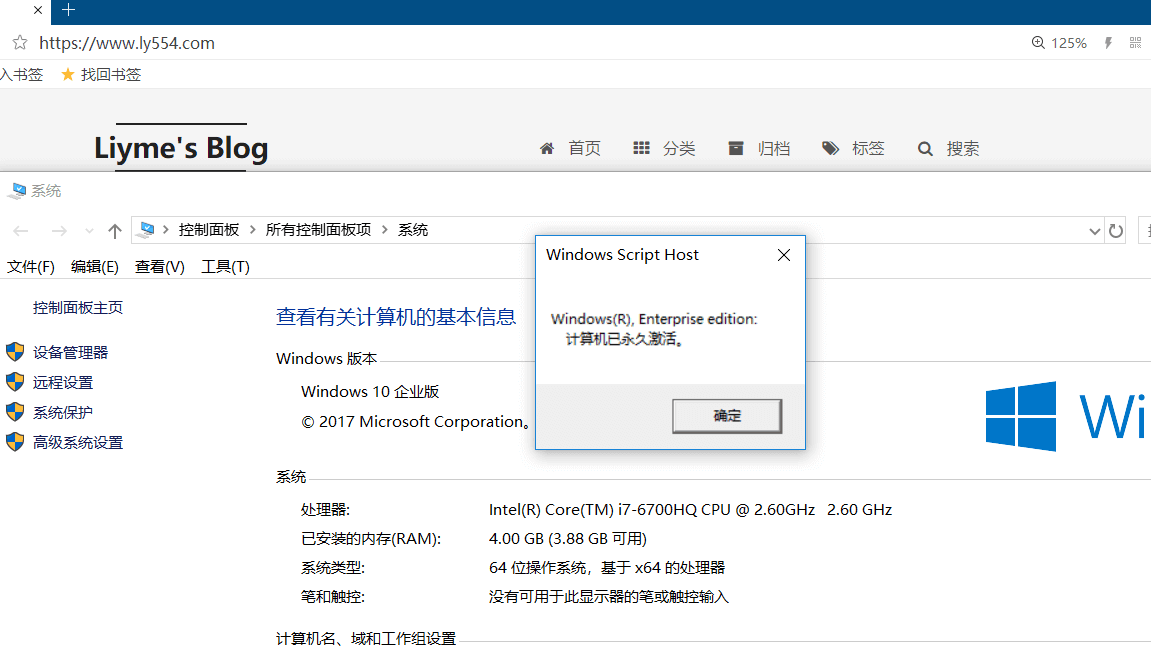 https://www.ly554.com
125%
入书签 找回书签
Liyme's Blog
首页 分类 归档 标签 搜索
系统
控制面板 所有控制面板项 系统
文件(F) 编辑(E) 查看(V) 工具(T)
控制面板主页
设备管理器
远程设置
系统保护
高级系统设置
查看有关计算机的基本信息
Windows 版本
Windows 10 企业版
© 2017 Microsoft Corporation。
Windows Script Host
Windows(R), Enterprise edition:
计算机已永久激活。
确定
Wi
系统
处理器: Intel(R) Core(TM) i7-6700HQ CPU @ 2.60GHz 2.60 GHz
已安装的内存(RAM): 4.00 GB (3.88 GB 可用)
系统类型: 64 位操作系统，基于 x64 的处理器
笔和触控: 没有可用于此显示器的笔或触控输入
计算机名、域和工作组设置